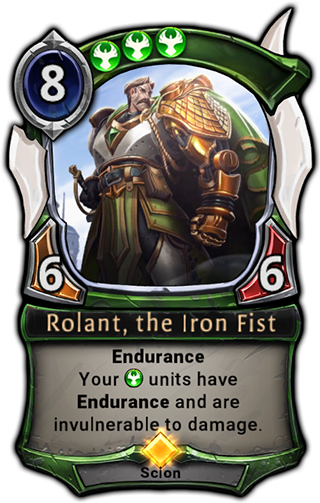 8
6
6
Rolant, the Iron Fist
Endurance
Your units have
Endurance and are
invulnerable to damage.
Scion